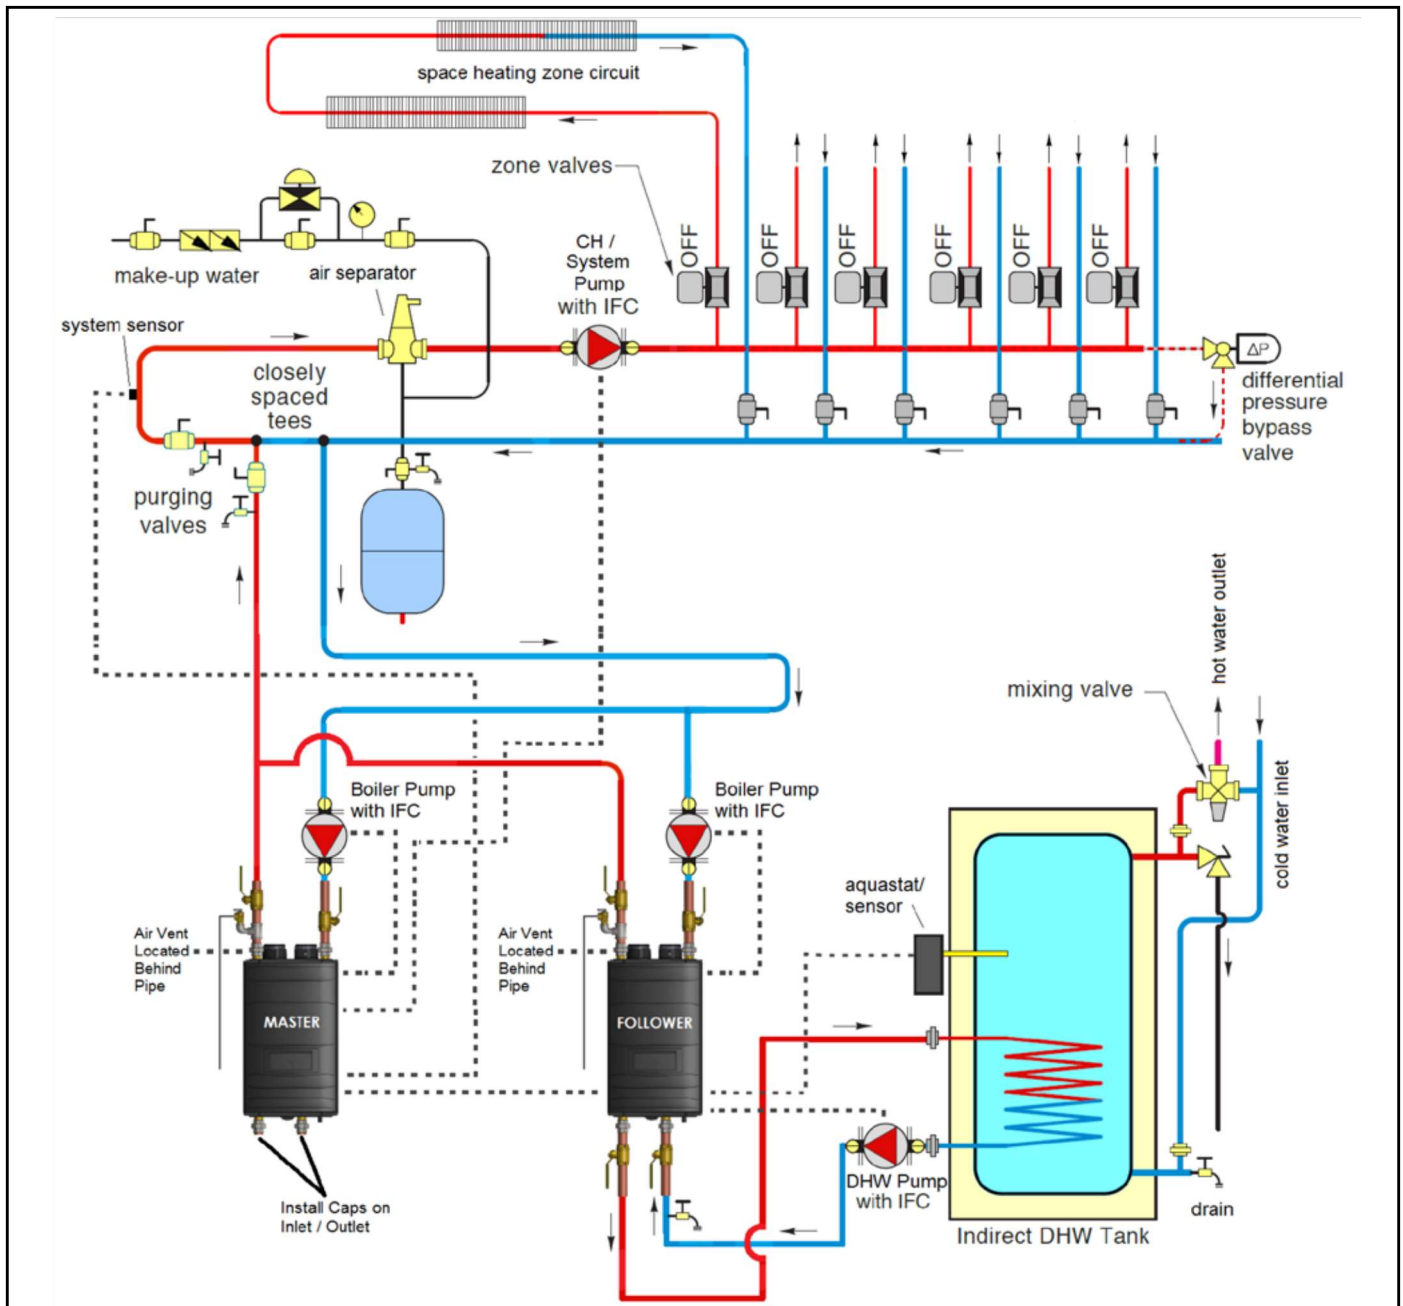 space heating zone circuit
zone valves
OFF
OFF
OFF
OFF
OFF
OFF
CH /
System
Pump
with IFC
make-up water
air separator
system sensor
closely
spaced
tees
ΔP
differential
pressure
bypass
valve
purging
valves
hot water outlet
mixing valve
cold water inlet
Boiler Pump
with IFC
Boiler Pump
with IFC
aquastat/
sensor
Air Vent
Located
Behind
Pipe
Air Vent
Located
Behind
Pipe
MASTER
FOLLOWER
Install Caps on
Inlet / Outlet
DHW Pump
with IFC
drain
Indirect DHW Tank